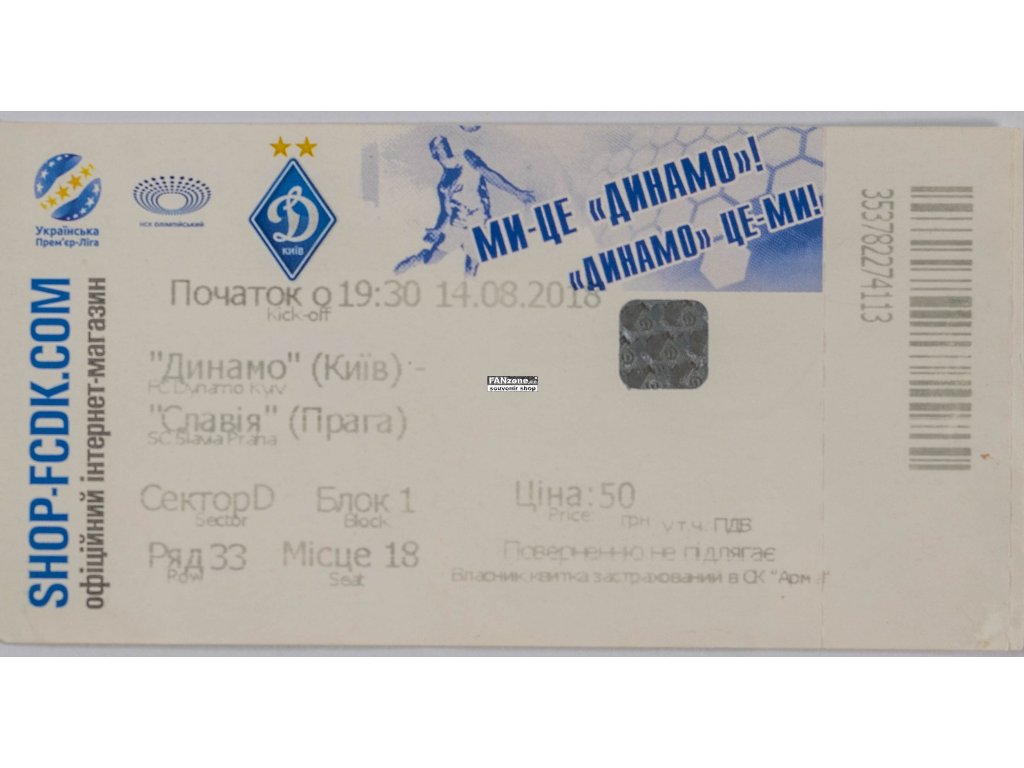 Українська
Прем'єр-Ліга
НСК ОЛІМПІЙСЬКИЙ
Д
КИЇВ
МИ-ЦЕ «ДИНАМО»!
«ДИНАМО» ЦЕ-МИ!
SHOP-FCDK.COM
офіційний інтернет-магазин
Початок о 19:30 14.08.2018
Kick-off
"Динамо" (Київ) -
FC Dynamo Kyiv
"Славія" (Прага)
SC Slavia Praha
FANzone
souvenir shop
Сектор D Блок 1 Ціна: 50
Sector Block Price: грн у т.ч. ПДВ
Ряд 33 Місце 18 Поверненню не підлягає
Row Seat Власник квитка застрахований в СК
353782274113